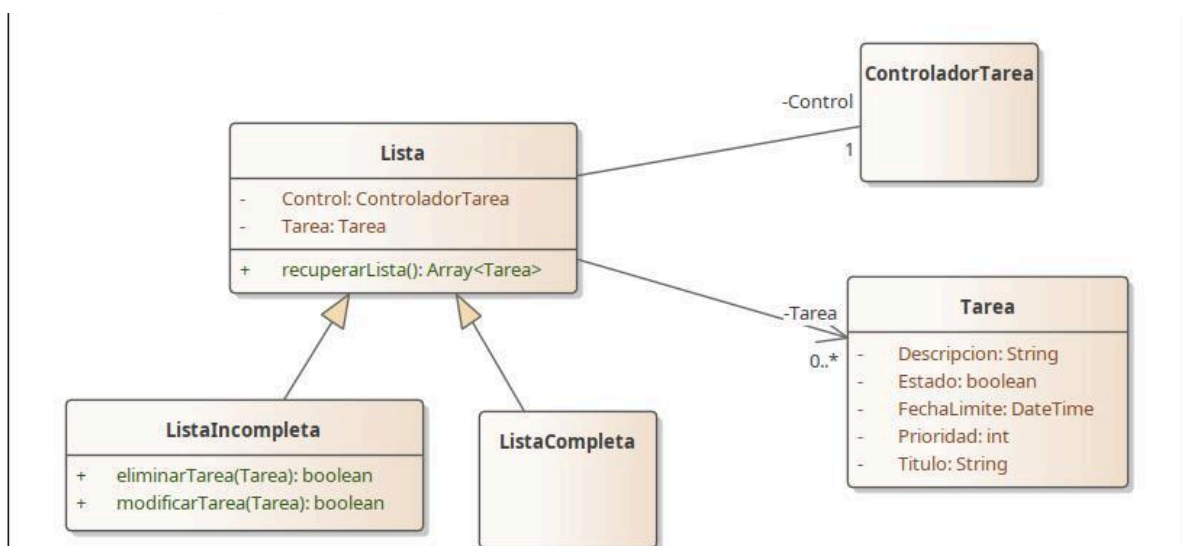 ControladorTarea
-Control
1
Lista
- Control: ControladorTarea
- Tarea: Tarea
+ recuperarLista(): Array<Tarea>
-Tarea
0..*
Tarea
- Descripcion: String
- Estado: boolean
- FechaLimite: DateTime
- Prioridad: int
- Titulo: String
ListaIncompleta
+ eliminarTarea(Tarea): boolean
+ modificarTarea(Tarea): boolean
ListaCompleta